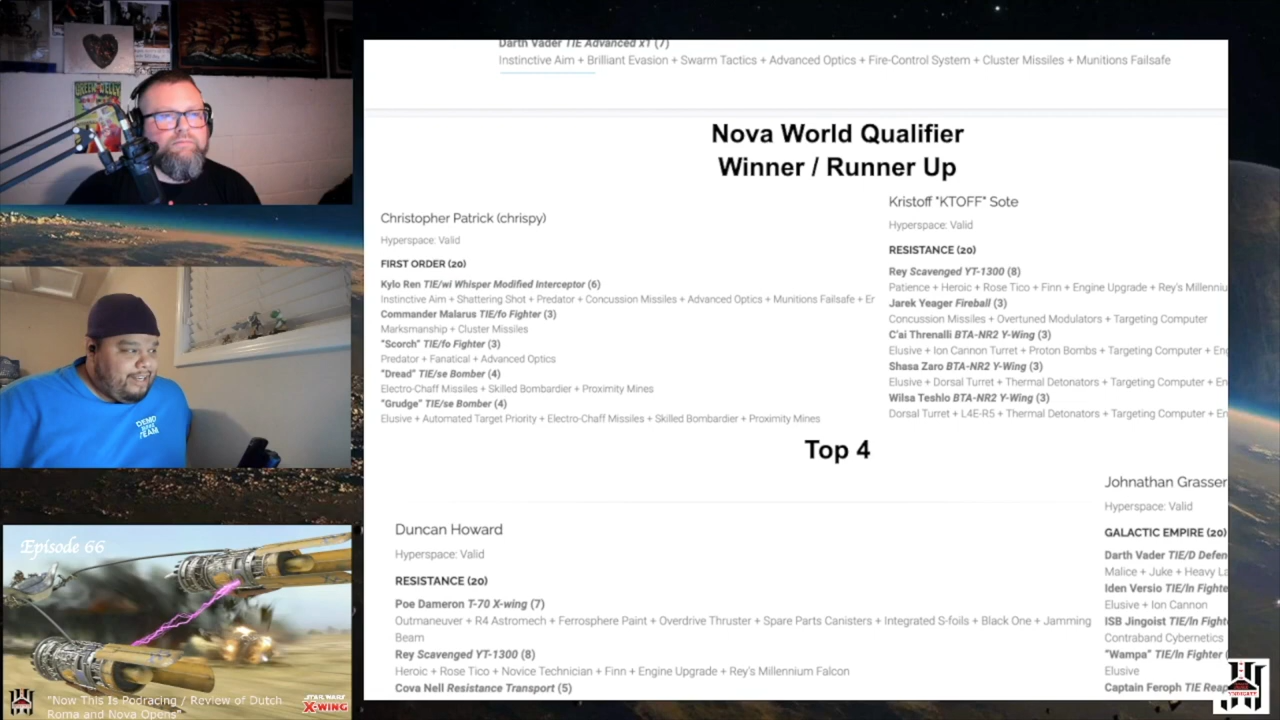 Darth Vader TIE Advanced x1 (7)
Instinctive Aim + Brilliant Evasion + Swarm Tactics + Advanced Optics + Fire-Control System + Cluster Missiles + Munitions Failsafe
Nova World Qualifier
Winner / Runner Up
Christopher Patrick (chrispy)
Hyperspace: Valid
FIRST ORDER (20)
Kylo Ren TIE/wi Whisper Modified Interceptor (6)
Instinctive Aim + Shattering Shot + Predator + Concussion Missiles + Advanced Optics + Munitions Failsafe + Er
Commander Malarus TIE/fo Fighter (3)
Marksmanship + Cluster Missiles
"Scorch" TIE/fo Fighter (3)
Predator + Fanatical + Advanced Optics
"Dread" TIE/se Bomber (4)
Electro-Chaff Missiles + Skilled Bombardier + Proximity Mines
"Grudge" TIE/se Bomber (4)
Elusive + Automated Target Priority + Electro-Chaff Missiles + Skilled Bombardier + Proximity Mines
Kristoff "KTOFF" Sote
Hyperspace: Valid
RESISTANCE (20)
Rey Scavenged YT-1300 (8)
Patience + Heroic + Rose Tico + Finn + Engine Upgrade + Rey's Millenniu
Jarek Yeager Fireball (3)
Concussion Missiles + Overtuned Modulators + Targeting Computer
C'ai Threnalli BTA-NR2 Y-Wing (3)
Elusive + Ion Cannon Turret + Proton Bombs + Targeting Computer + Eng
Shasa Zaro BTA-NR2 Y-Wing (3)
Elusive + Dorsal Turret + Thermal Detonators + Targeting Computer + En
Wilsa Teshlo BTA-NR2 Y-Wing (3)
Dorsal Turret + L4E-R5 + Thermal Detonators + Targeting Computer + En
Top 4
Duncan Howard
Hyperspace: Valid
RESISTANCE (20)
Poe Dameron T-70 X-wing (7)
Outmaneuver + R4 Astromech + Ferrosphere Paint + Overdrive Thruster + Spare Parts Canisters + Integrated S-foils + Black One + Jamming
Beam
Rey Scavenged YT-1300 (8)
Heroic + Rose Tico + Novice Technician + Finn + Engine Upgrade + Rey's Millennium Falcon
Cova Nell Resistance Transport (5)
Johnathan Grasser
Hyperspace: Valid
GALACTIC EMPIRE (20)
Darth Vader TIE/D Defen
Malice + Juke + Heavy La
Iden Versio TIE/ln Fighte
Elusive + Ion Cannon
ISB Jingoist TIE/ln Fight
Contraband Cybernetics
"Wampa" TIE/ln Fighter (
Elusive
Captain Feroph TIE Reap
Episode 66
"Now This Is Podracing / Review of Dutch
Roma and Nova Opens"
STAR WARS
X-WING